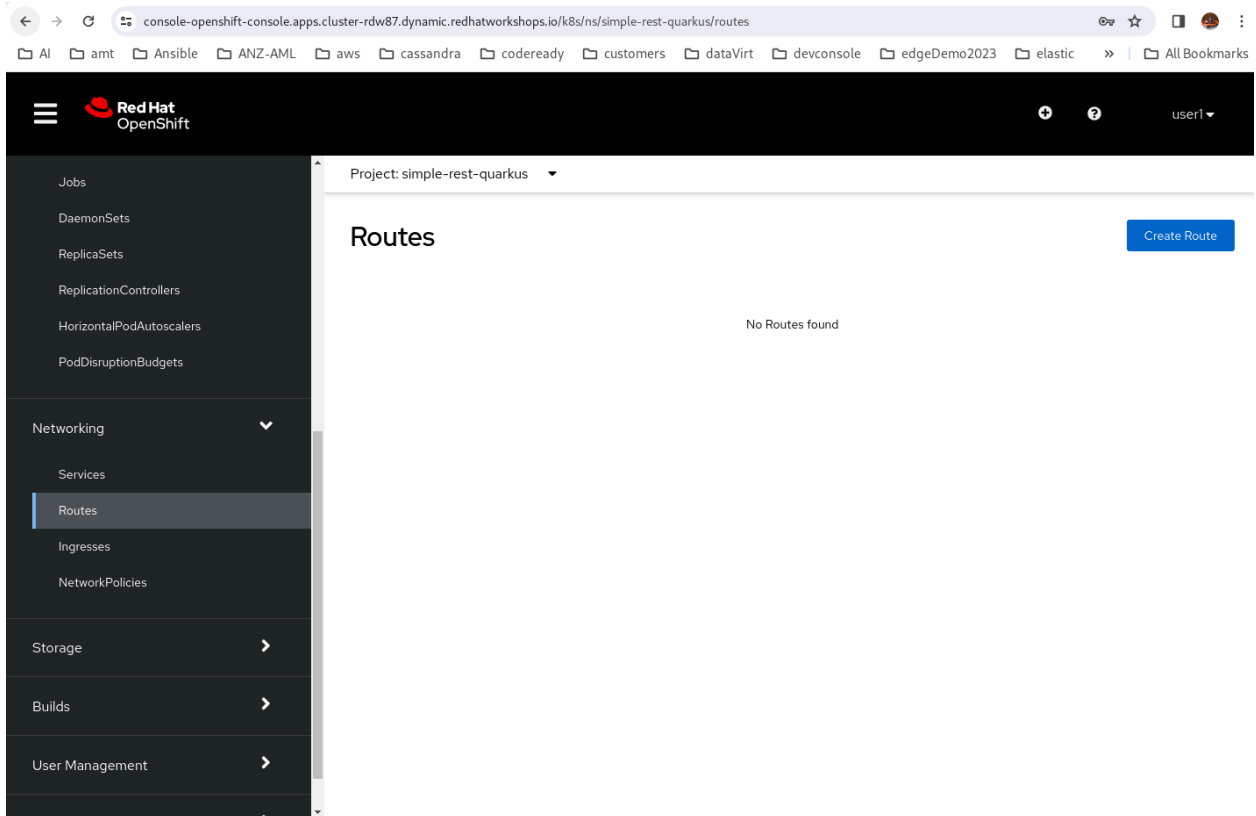 console-openshift-console.apps.cluster-rdw87.dynamic.redhatworkshops.io/k8s/ns/simple-rest-quarkus/routes
AI amt Ansible ANZ-AML aws cassandra codeready customers dataVirt devconsole edgeDemo2023 elastic » All Bookmarks
Red Hat
OpenShift
user1
Project: simple-rest-quarkus
Jobs
DaemonSets
ReplicaSets
ReplicationControllers
HorizontalPodAutoscalers
PodDisruptionBudgets
Networking
Services
Routes
Ingresses
NetworkPolicies
Storage
Builds
User Management
Routes
Create Route
No Routes found